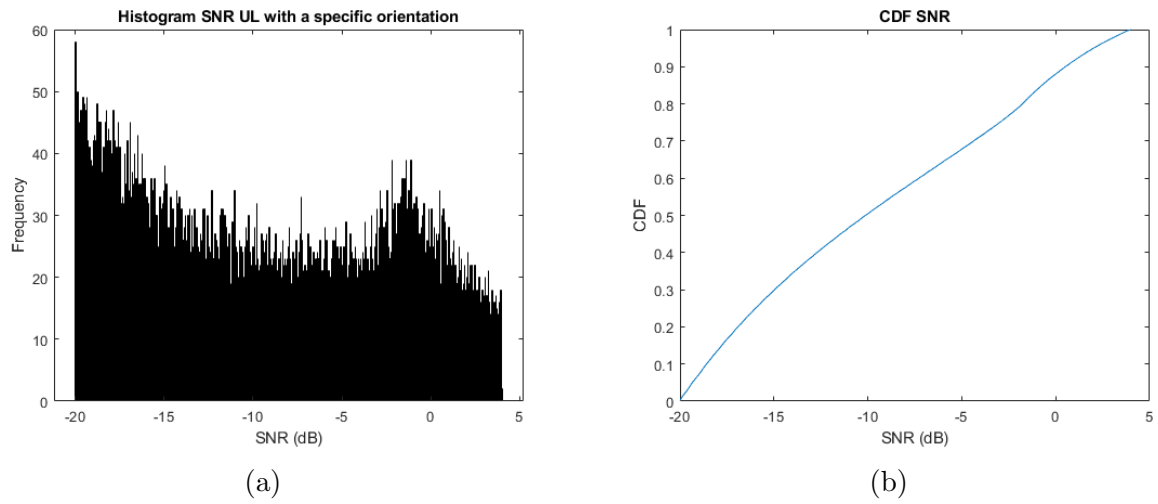 Histogram SNR UL with a specific orientation
60
50
40
30
20
10
0
Frequency
-20 -15 -10 -5 0 5
SNR (dB)
(a)
CDF SNR
1
0.9
0.8
0.7
0.6
0.5
0.4
0.3
0.2
0.1
0
CDF
-20 -15 -10 -5 0 5
SNR (dB)
(b)